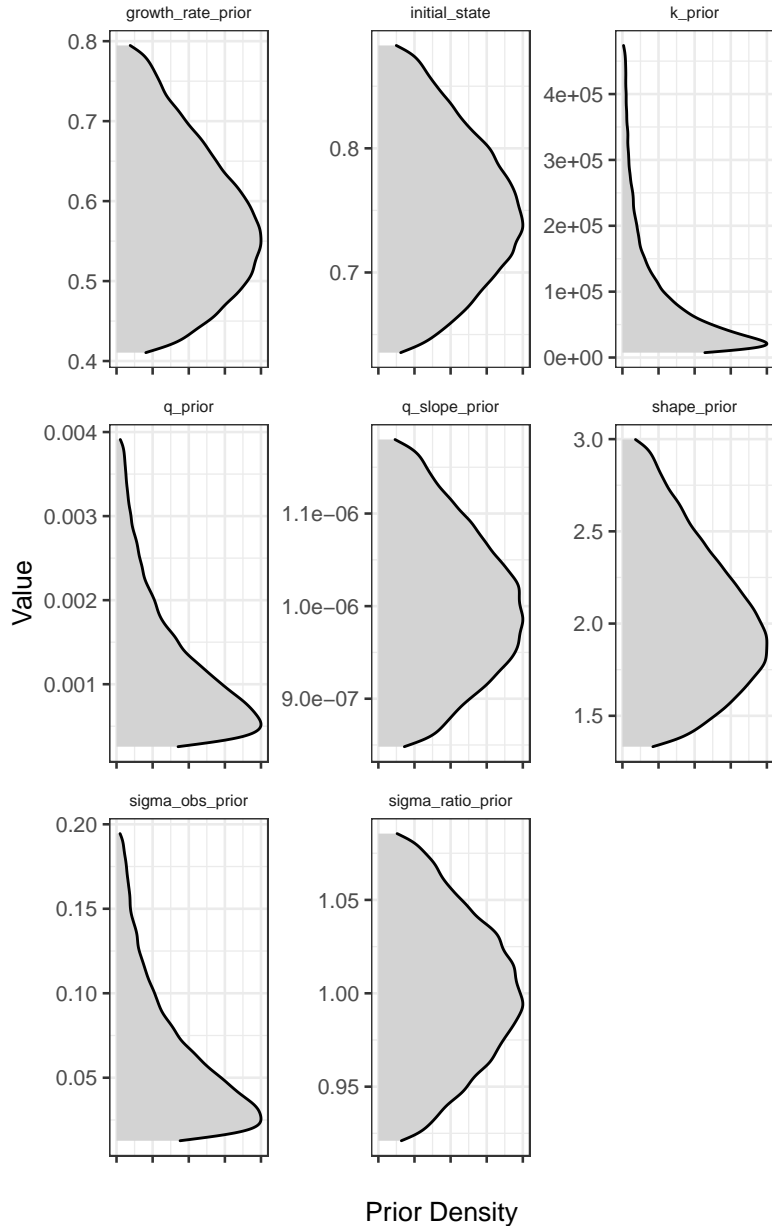 growth_rate_prior
initial_state
k_prior
0.8
0.7
0.6
0.5
0.4
0.8
0.7
4e+05
3e+05
2e+05
1e+05
0e+00
q_prior
q_slope_prior
shape_prior
0.004
0.003
0.002
0.001
1.1e−06
1.0e−06
9.0e−07
3.0
2.5
2.0
1.5
sigma_obs_prior
sigma_ratio_prior
0.20
0.15
0.10
0.05
1.05
1.00
0.95
Value
Prior Density